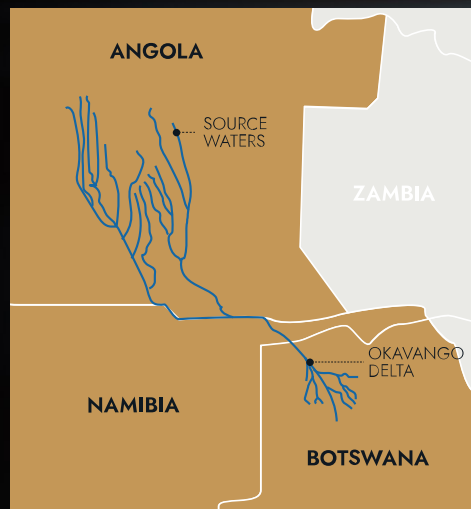 ANGOLA
SOURCE
WATERS
ZAMBIA
OKAVANGO
DELTA
NAMIBIA
BOTSWANA